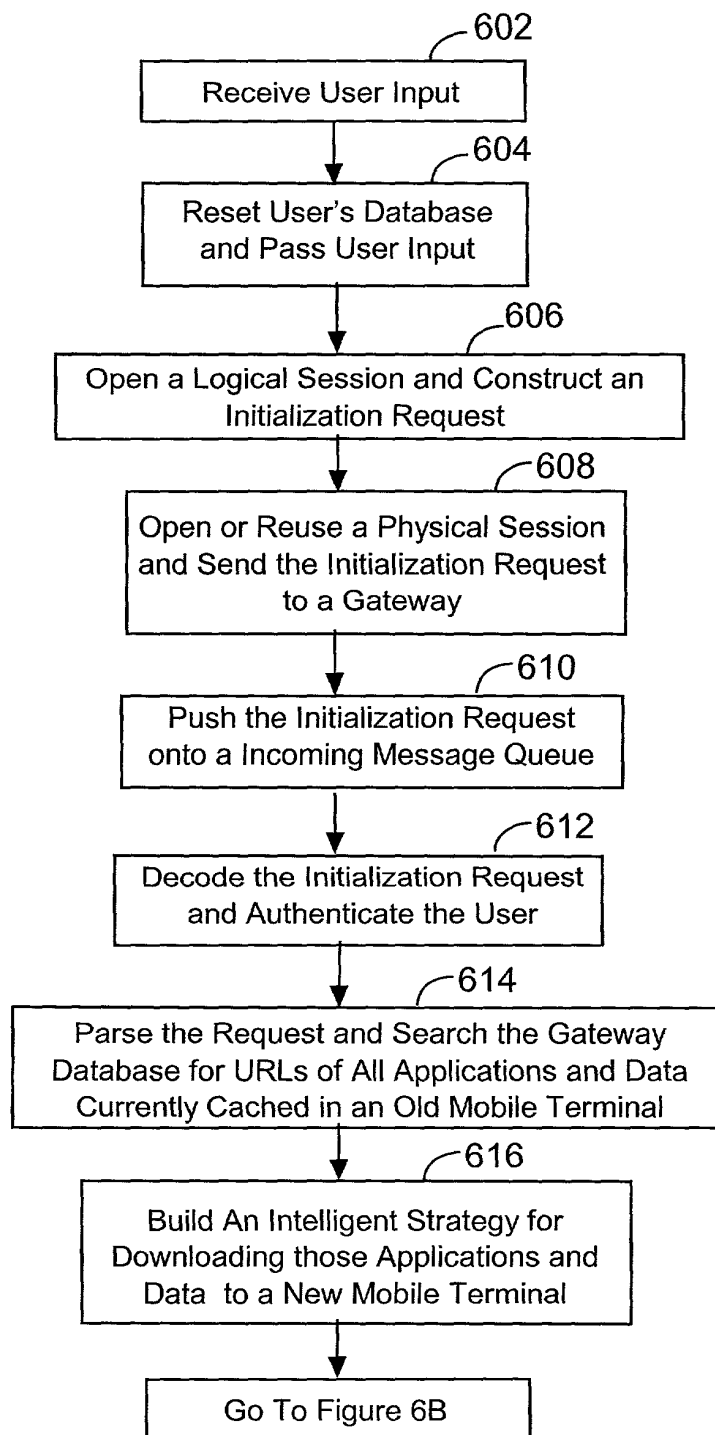 602
Receive User Input
604
Reset User's Database
and Pass User Input
606
Open a Logical Session and Construct an
Initialization Request
608
Open or Reuse a Physical Session
and Send the Initialization Request
to a Gateway
610
Push the Initialization Request
onto a Incoming Message Queue
612
Decode the Initialization Request
and Authenticate the User
614
Parse the Request and Search the Gateway
Database for URLs of All Applications and Data
Currently Cached in an Old Mobile Terminal
616
Build An Intelligent Strategy for
Downloading those Applications and
Data to a New Mobile Terminal
Go To Figure 6B